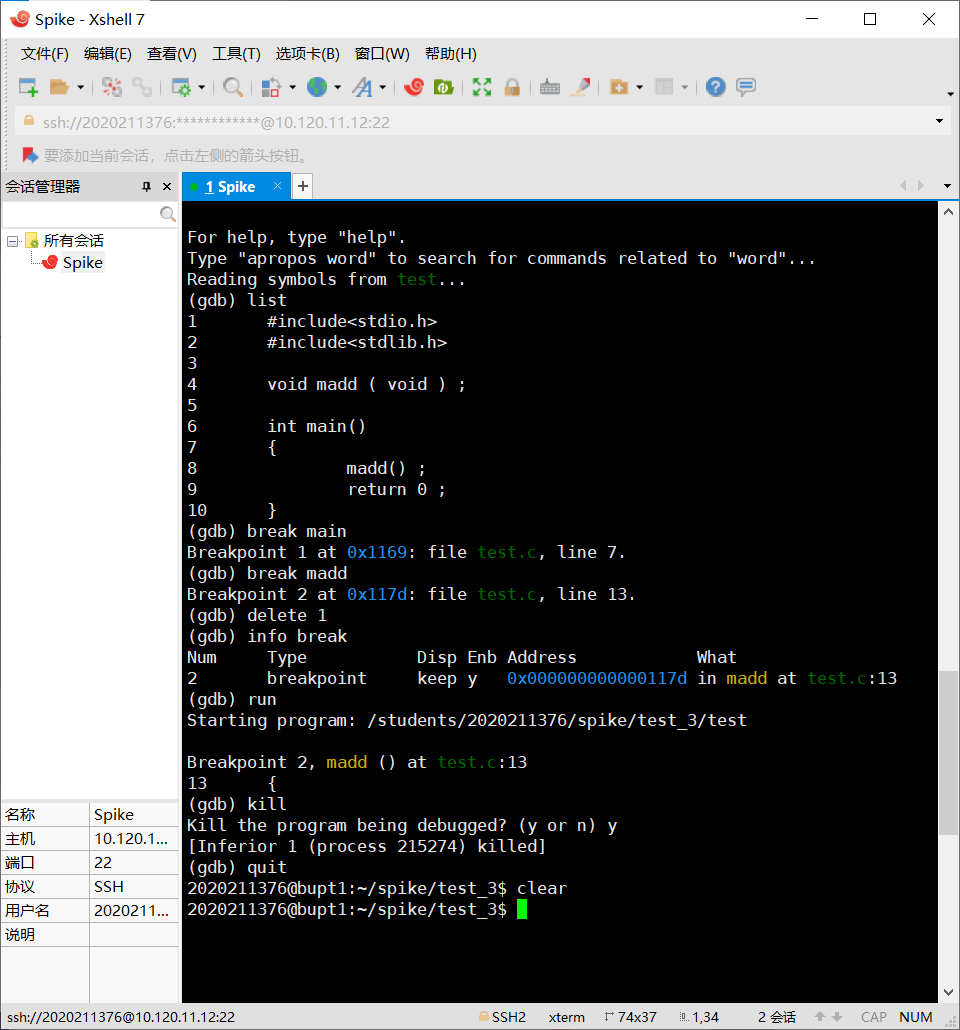 Spike - Xshell 7
文件(F) 编辑(E) 查看(V) 工具(T) 选项卡(B) 窗口(W) 帮助(H)
ssh://2020211376:************@10.120.11.12:22
要添加当前会话，点击左侧的箭头按钮。
会话管理器
1 Spike
所有会话
Spike
For help, type "help".
Type "apropos word" to search for commands related to "word"...
Reading symbols from test...
(gdb) list
1       #include<stdio.h>
2       #include<stdlib.h>
3
4       void madd ( void ) ;
5
6       int main()
7       {
8               madd() ;
9               return 0 ;
10      }
(gdb) break main
Breakpoint 1 at 0x1169: file test.c, line 7.
(gdb) break madd
Breakpoint 2 at 0x117d: file test.c, line 13.
(gdb) delete 1
(gdb) info break
Num     Type           Disp Enb Address            What
2       breakpoint     keep y   0x000000000000117d in madd at test.c:13
(gdb) run
Starting program: /students/2020211376/spike/test_3/test
Breakpoint 2, madd () at test.c:13
13      {
(gdb) kill
Kill the program being debugged? (y or n) y
[Inferior 1 (process 215274) killed]
(gdb) quit
2020211376@bupt1:~/spike/test_3$ clear
2020211376@bupt1:~/spike/test_3$
名称 Spike
主机 10.120.1...
端口 22
协议 SSH
用户名 2020211...
说明
ssh://2020211376@10.120.11.12:22 SSH2 xterm 74x37 1,34 2 会话 CAP NUM